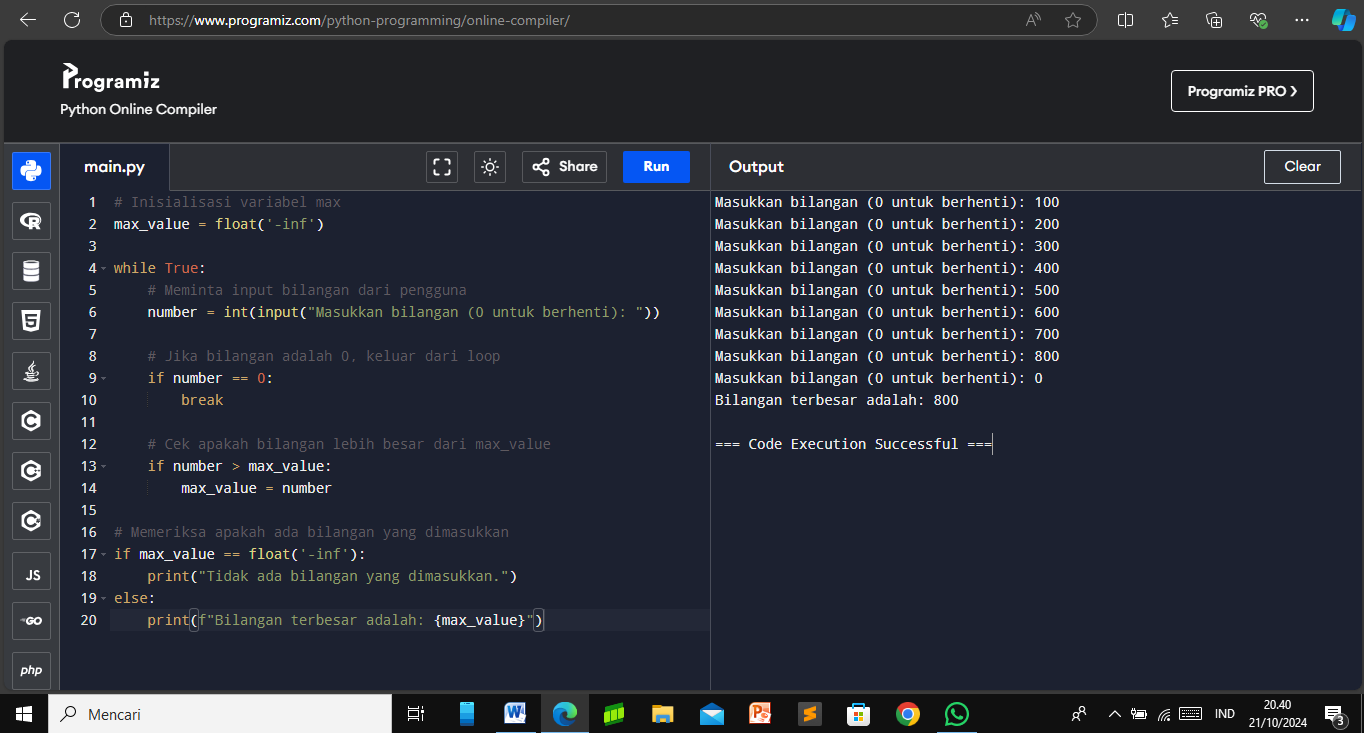 https://www.programiz.com/python-programming/online-compiler/
Programiz
Python Online Compiler
Programiz PRO
main.py
Share
Run
Output
Clear
1 # Inisialisasi variabel max
2 max_value = float('-inf')
3
4 while True:
5 # Meminta input bilangan dari pengguna
6 number = int(input("Masukkan bilangan (0 untuk berhenti): "))
7
8 # Jika bilangan adalah 0, keluar dari loop
9 if number == 0:
10 break
11
12 # Cek apakah bilangan lebih besar dari max_value
13 if number > max_value:
14 max_value = number
15
16 # Memeriksa apakah ada bilangan yang dimasukkan
17 if max_value == float('-inf'):
18 print("Tidak ada bilangan yang dimasukkan.")
19 else:
20 print(f"Bilangan terbesar adalah: {max_value}")
Masukkan bilangan (0 untuk berhenti): 100
Masukkan bilangan (0 untuk berhenti): 200
Masukkan bilangan (0 untuk berhenti): 300
Masukkan bilangan (0 untuk berhenti): 400
Masukkan bilangan (0 untuk berhenti): 500
Masukkan bilangan (0 untuk berhenti): 600
Masukkan bilangan (0 untuk berhenti): 700
Masukkan bilangan (0 untuk berhenti): 800
Masukkan bilangan (0 untuk berhenti): 0
Bilangan terbesar adalah: 800
=== Code Execution Successful ===
JS
GO
php
Mencari
IND
20.40
21/10/2024
3